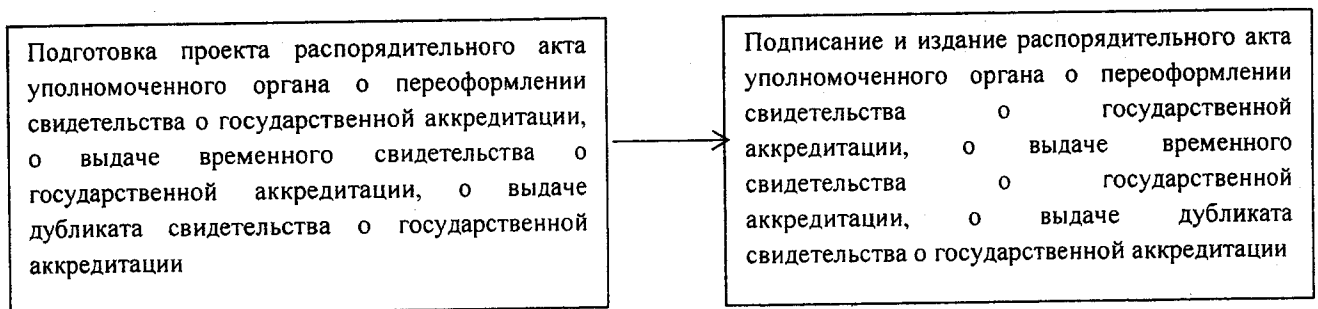 Подготовка проекта распорядительного акта
уполномоченного органа о переоформлении
свидетельства о государственной аккредитации,
о выдаче временного свидетельства о
государственной аккредитации, о выдаче
дубликата свидетельства о государственной
аккредитации
Подписание и издание распорядительного акта
уполномоченного органа о переоформлении
свидетельства о государственной
аккредитации, о выдаче временного
свидетельства о государственной
аккредитации, о выдаче дубликата
свидетельства о государственной аккредитации